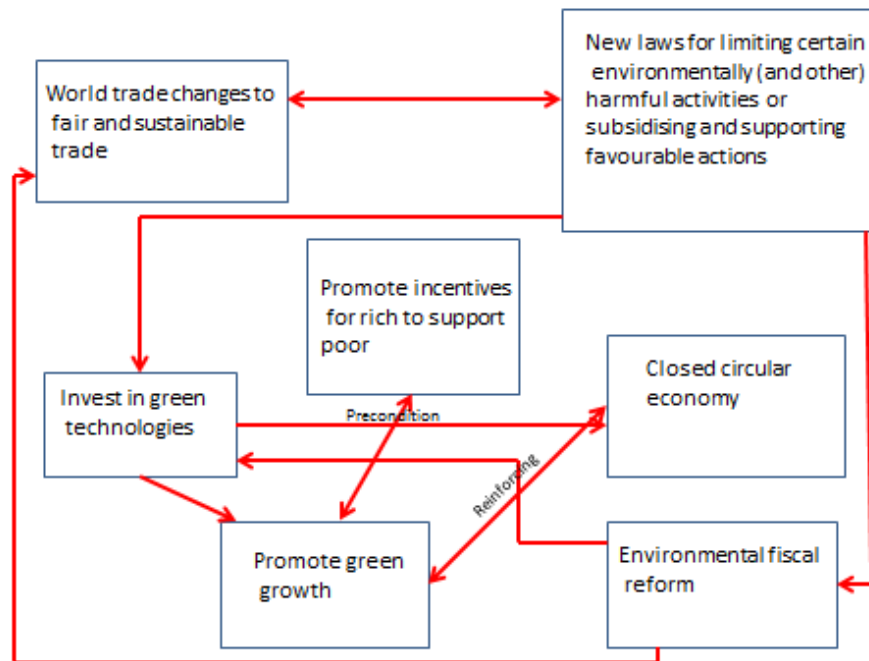 New laws for limiting certain
environmentally (and other)
harmful activities or
subsidising and supporting
favourable actions
World trade changes to
fair and sustainable
trade
Promote incentives
for rich to support
poor
Closed circular
economy
Invest in green
technologies
Precondition
Reinforcing
Promote green
growth
Environmental fiscal
reform